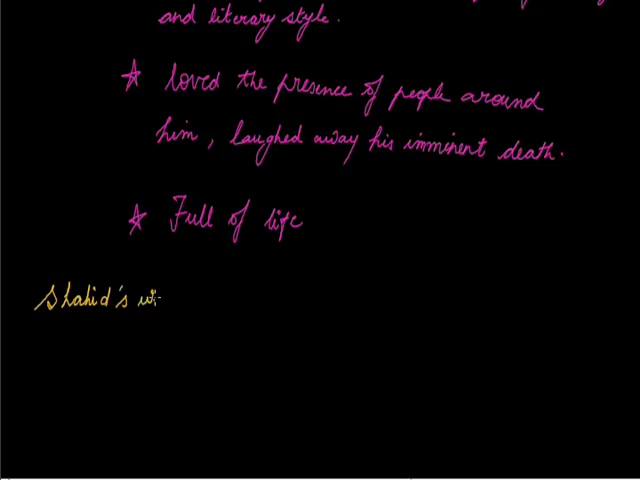 and literary style.
☆ loved the presence of people around
him, laughed away his imminent death.
☆ Full of life
Shahid's wi